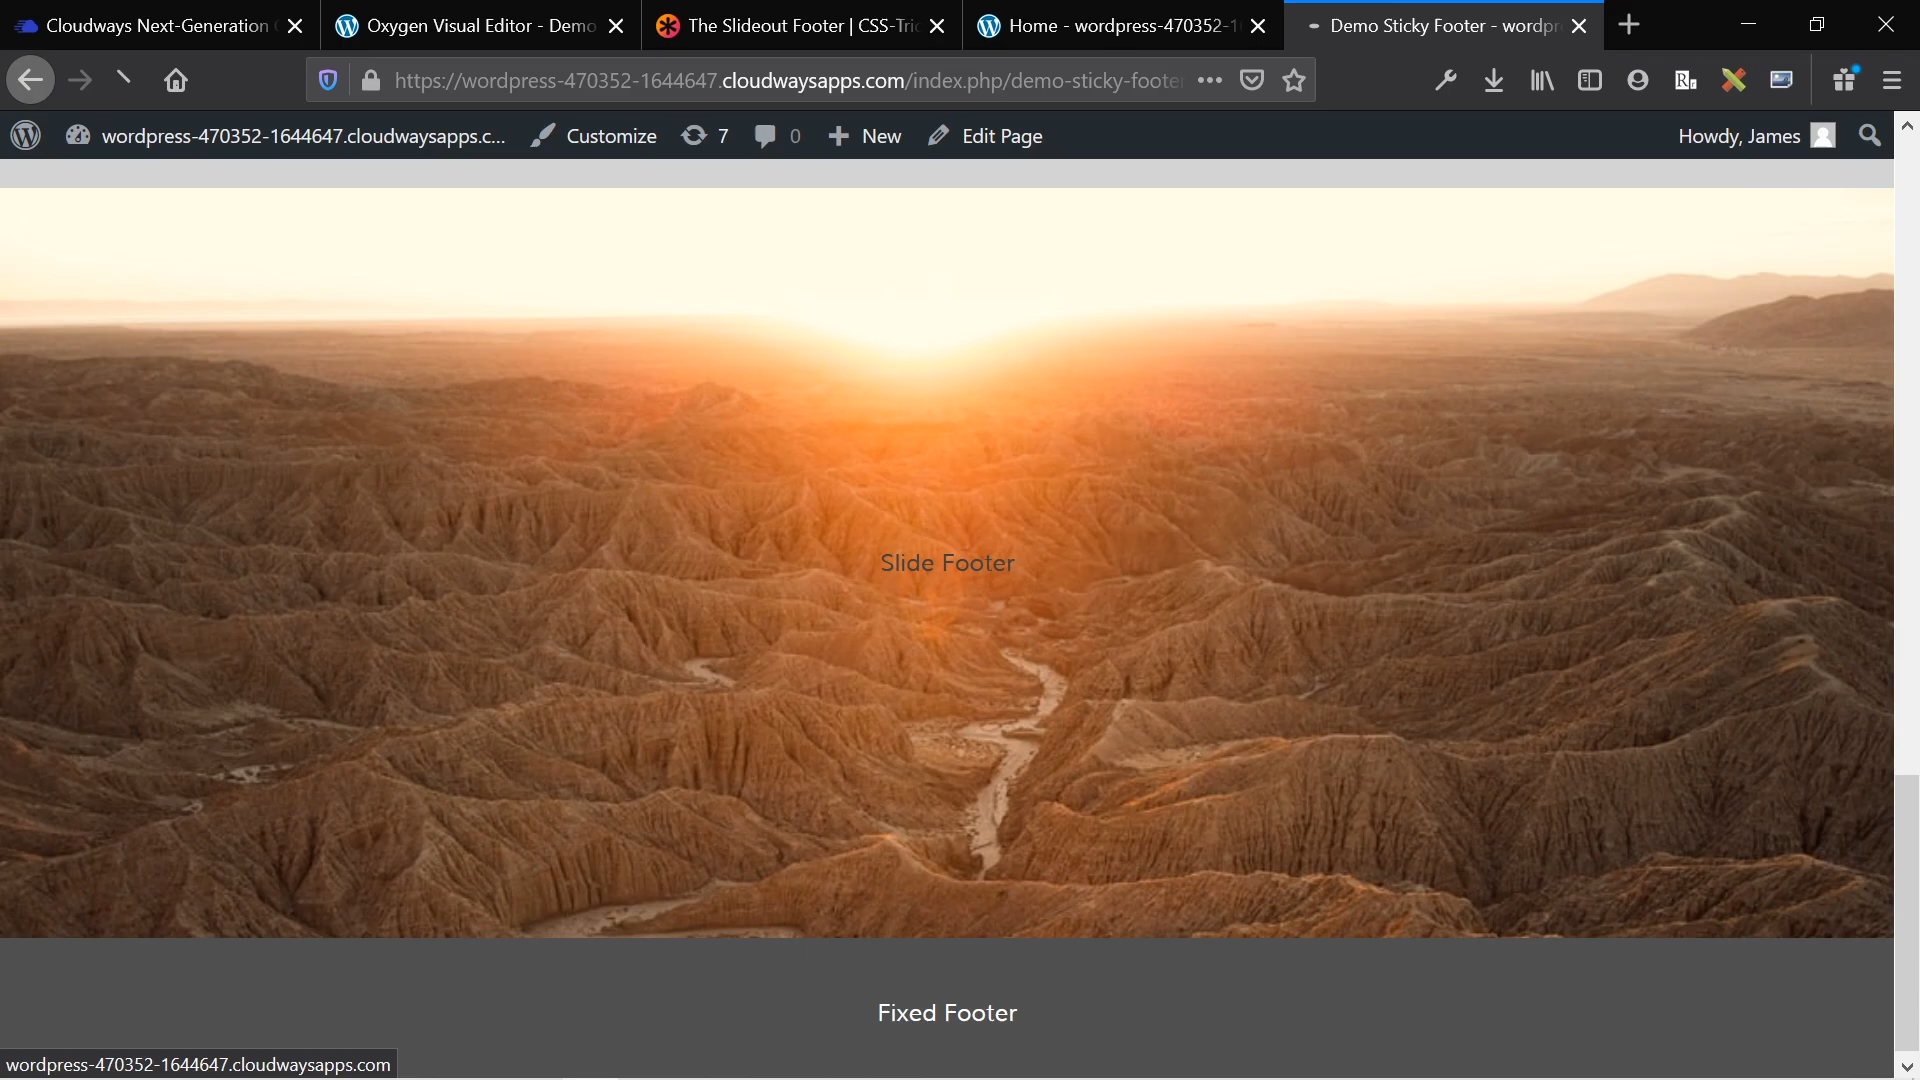 Cloudways Next-Generation
Oxygen Visual Editor - Demo
The Slideout Footer | CSS-Tric
Home - wordpress-470352-1
Demo Sticky Footer - wordpr
https://wordpress-470352-1644647.cloudwaysapps.com/index.php/demo-sticky-foote
wordpress-470352-1644647.cloudwaysapps.c...
Customize
7
0
New
Edit Page
Howdy, James
Slide Footer
Fixed Footer
wordpress-470352-1644647.cloudwaysapps.com